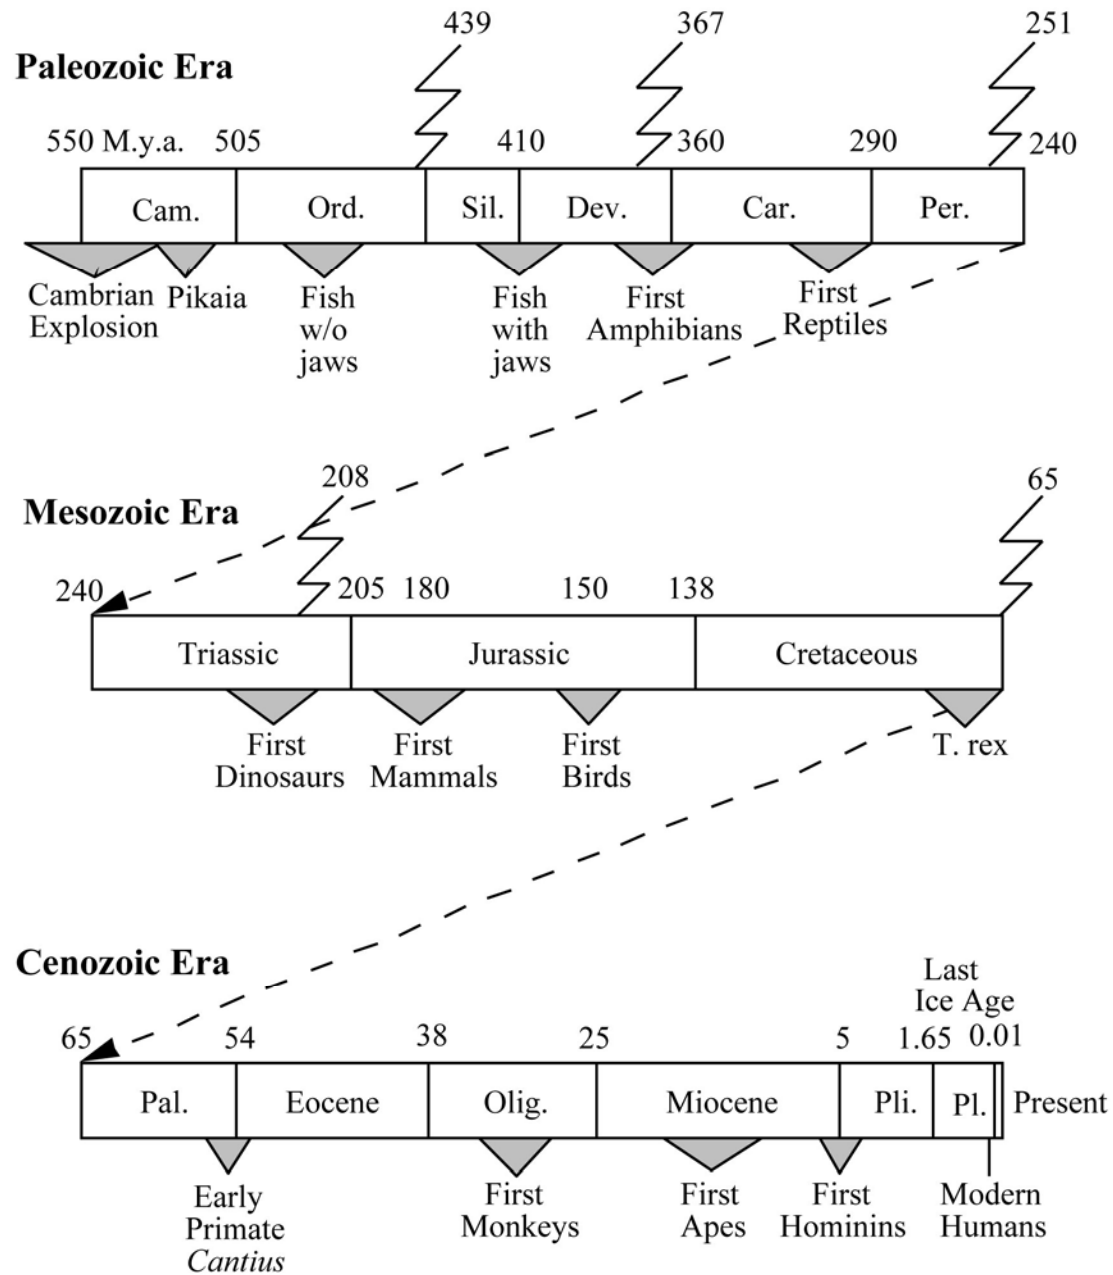 439 367 251
Paleozoic Era
550 M.y.a. 505 410 360 290 240
Cam. Ord. Sil. Dev. Car. Per.
Cambrian Explosion
Pikaia
Fish w/o jaws
Fish with jaws
First Amphibians
First Reptiles
208 65
Mesozoic Era
240 205 180 150 138
Triassic Jurassic Cretaceous
First Dinosaurs
First Mammals
First Birds
T. rex
Cenozoic Era
Last
Ice Age
65 54 38 25 5 1.65 0.01
Pal. Eocene Olig. Miocene Pli. Pl. Present
Early Primate Cantius
First Monkeys
First Apes
First Hominins
Modern Humans